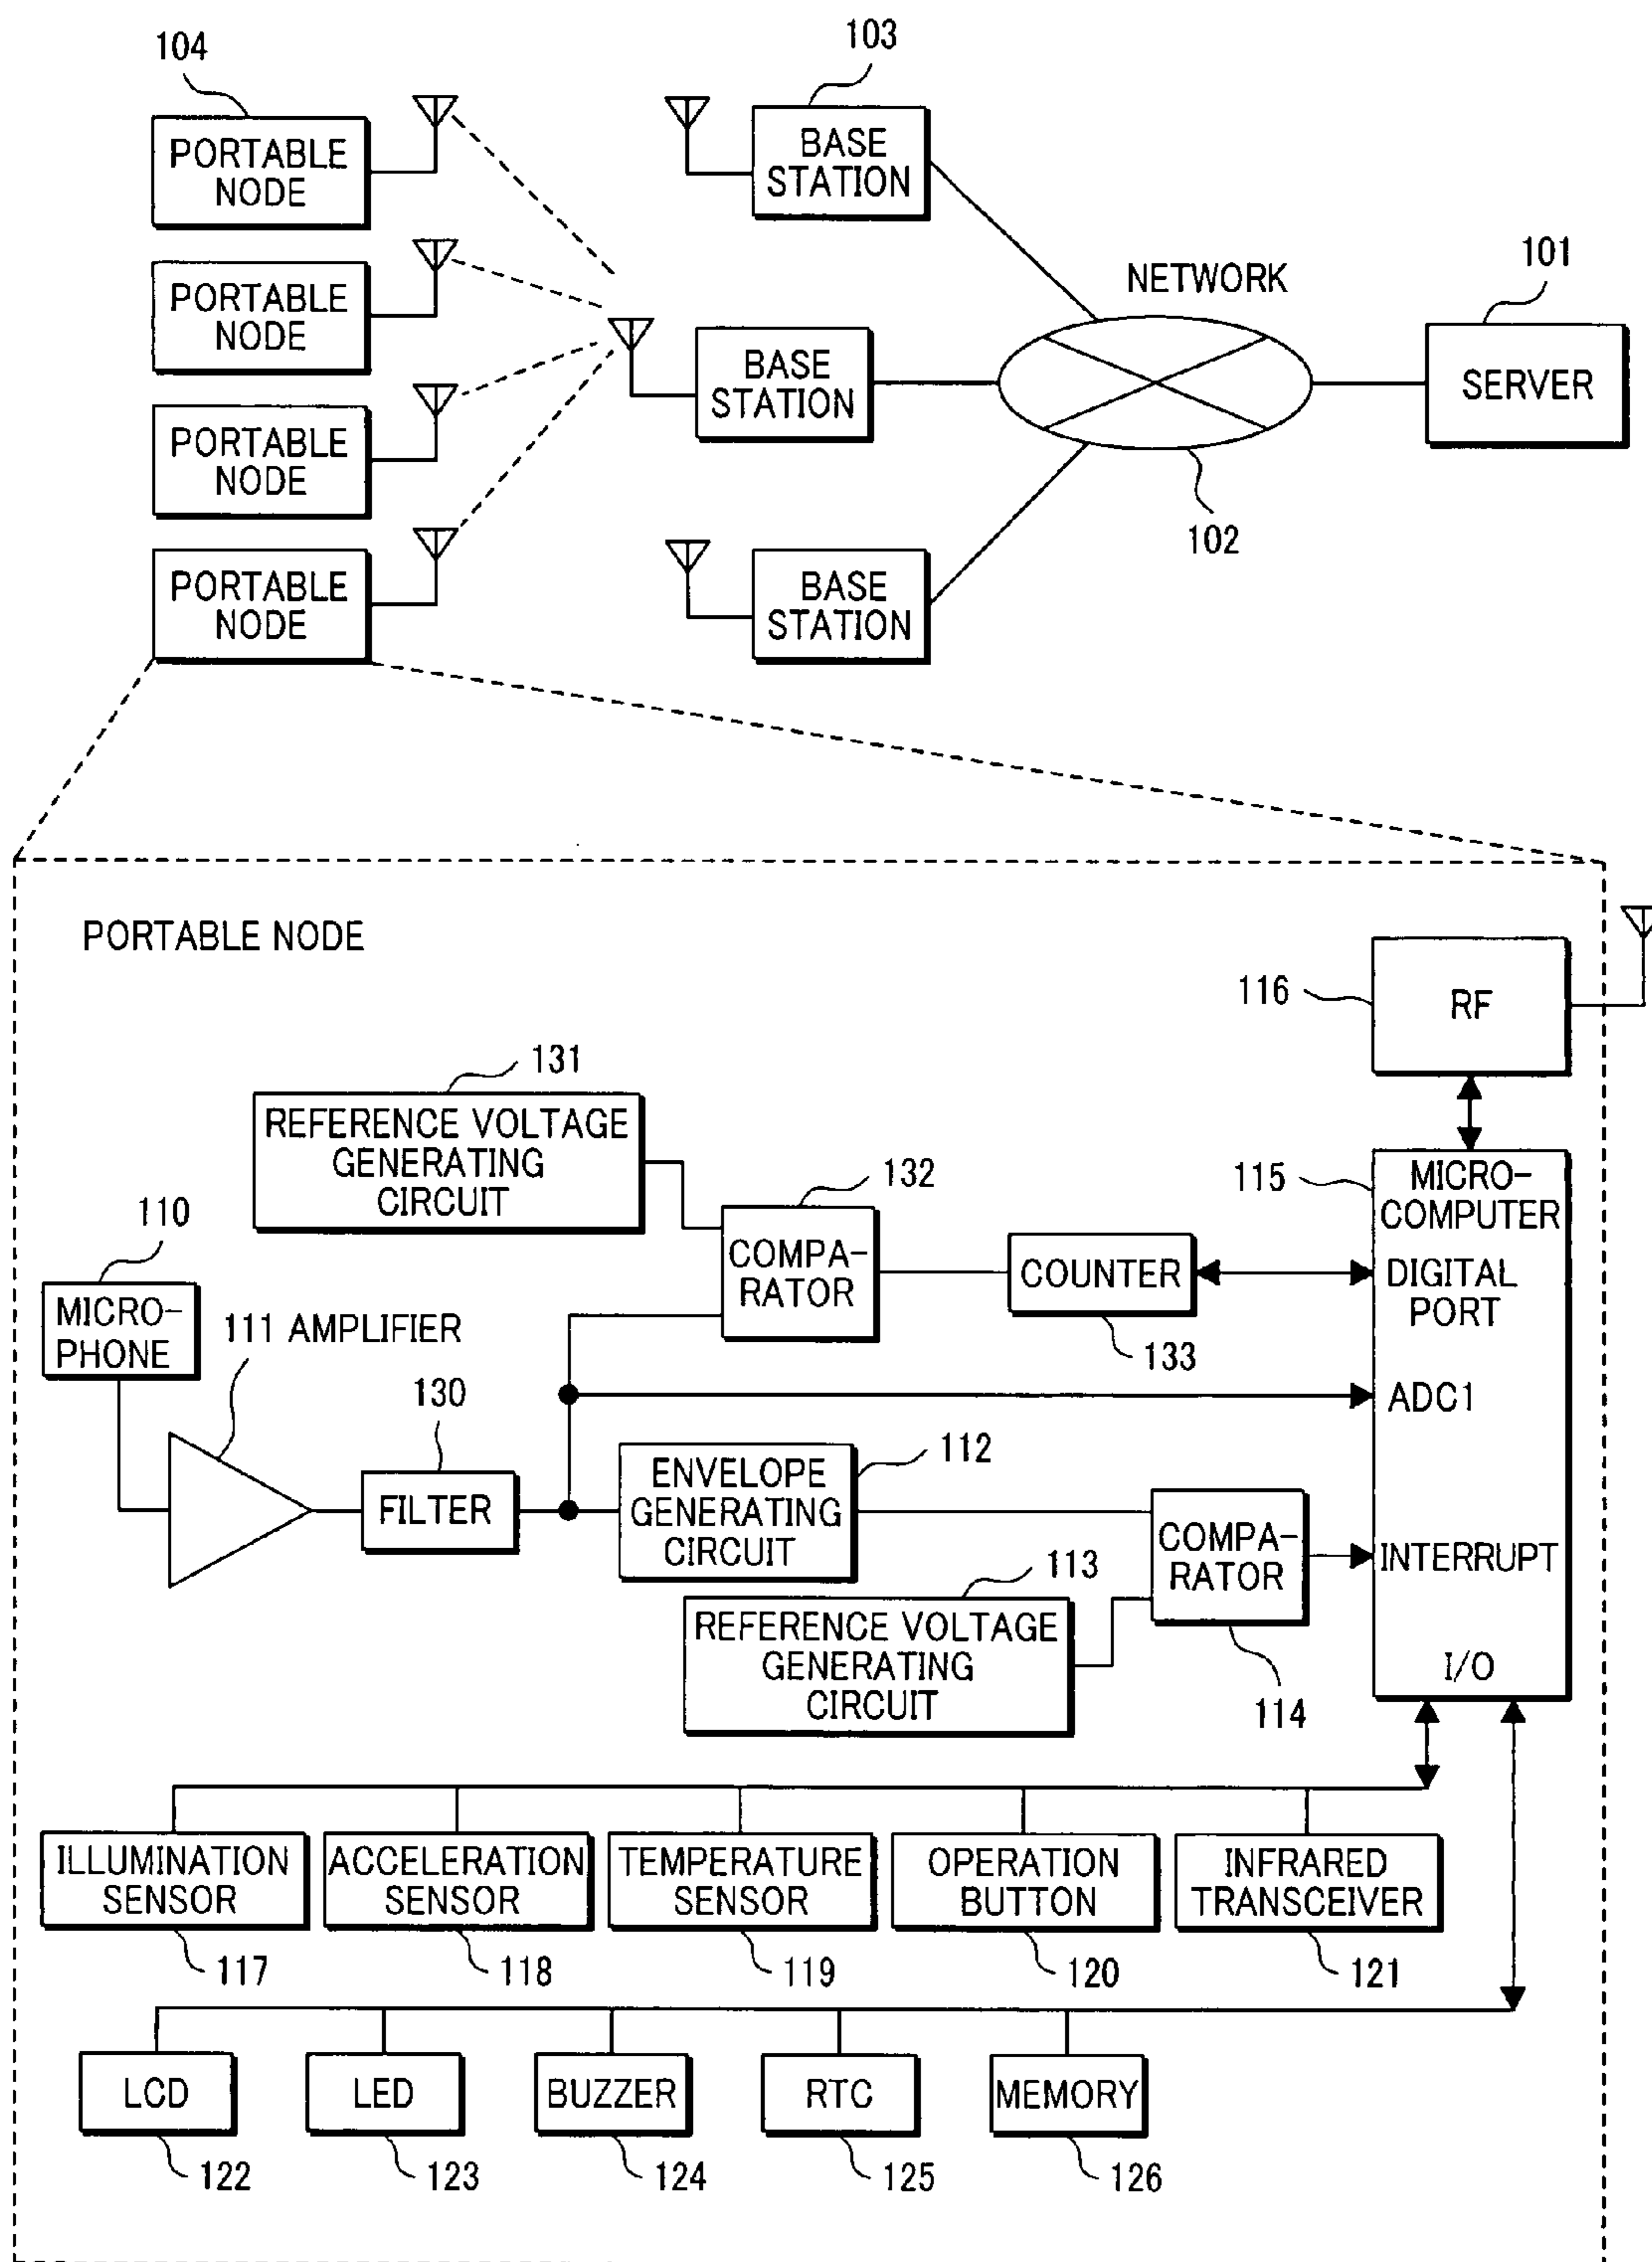 104
103
PORTABLE
NODE
BASE
STATION
101
NETWORK
PORTABLE
NODE
BASE
STATION
SERVER
PORTABLE
NODE
102
PORTABLE
NODE
BASE
STATION
PORTABLE NODE
116
RF
131
REFERENCE VOLTAGE
GENERATING
CIRCUIT
132
115
MICRO-
COMPUTER
110
COMPA-
RATOR
COUNTER
DIGITAL
PORT
MICRO-
PHONE
111 AMPLIFIER
133
130
ADC1
112
ENVELOPE
GENERATING
CIRCUIT
FILTER
COMPA-
RATOR
INTERRUPT
113
REFERENCE VOLTAGE
GENERATING
CIRCUIT
I/O
114
ILLUMINATION
SENSOR
ACCELERATION
SENSOR
TEMPERATURE
SENSOR
OPERATION
BUTTON
INFRARED
TRANSCEIVER
117
118
119
120
121
LCD
LED
BUZZER
RTC
MEMORY
122
123
124
125
126